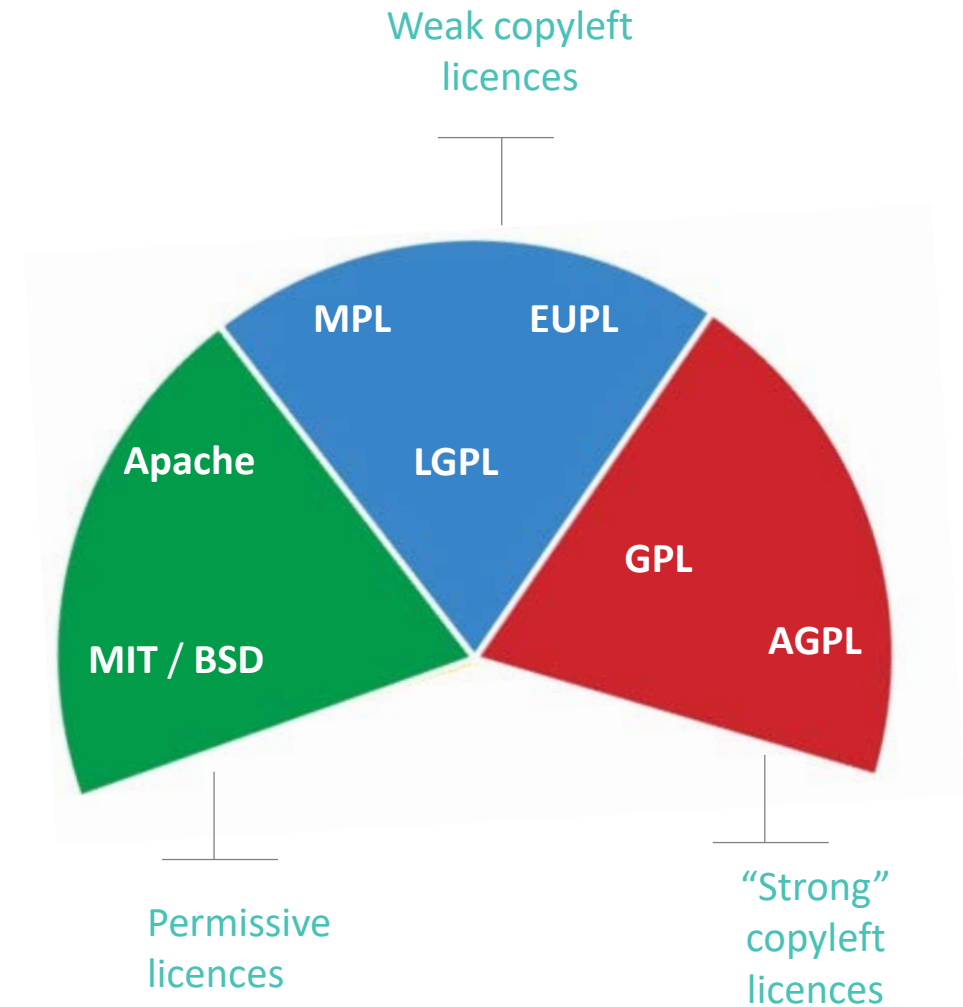 Weak copyleft
licences
MPL
EUPL
Apache
LGPL
GPL
AGPL
MIT / BSD
Permissive
licences
“Strong”
copyleft
licences